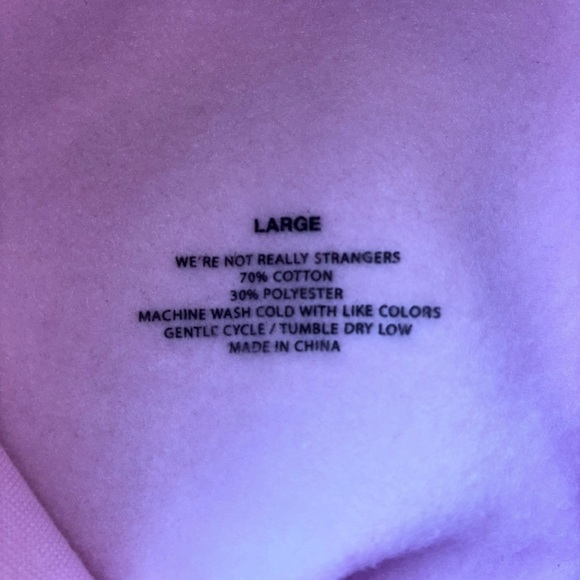 LARGE
WE'RE NOT REALLY STRANGERS
70% COTTON
30% POLYESTER
MACHINE WASH COLD WITH LIKE COLORS
GENTLE CYCLE / TUMBLE DRY LOW
MADE IN CHINA